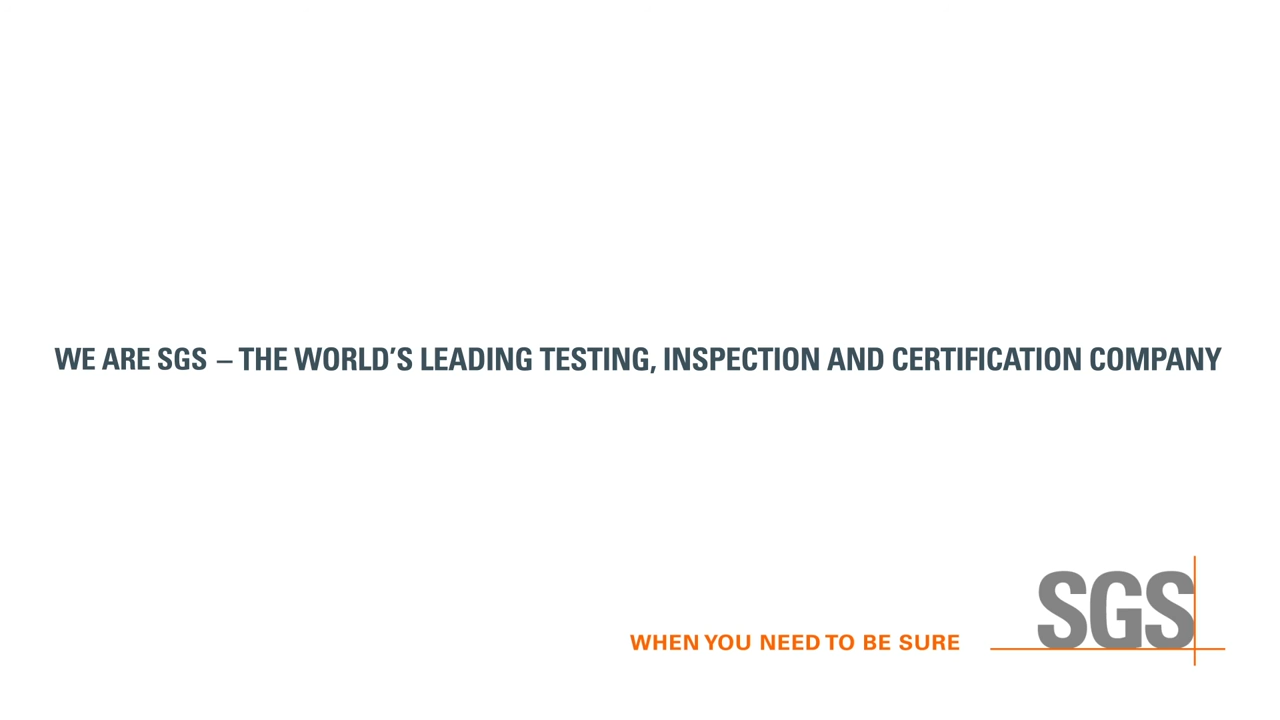 WE ARE SGS – THE WORLD’S LEADING TESTING, INSPECTION AND CERTIFICATION COMPANY
WHEN YOU NEED TO BE SURE
SGS